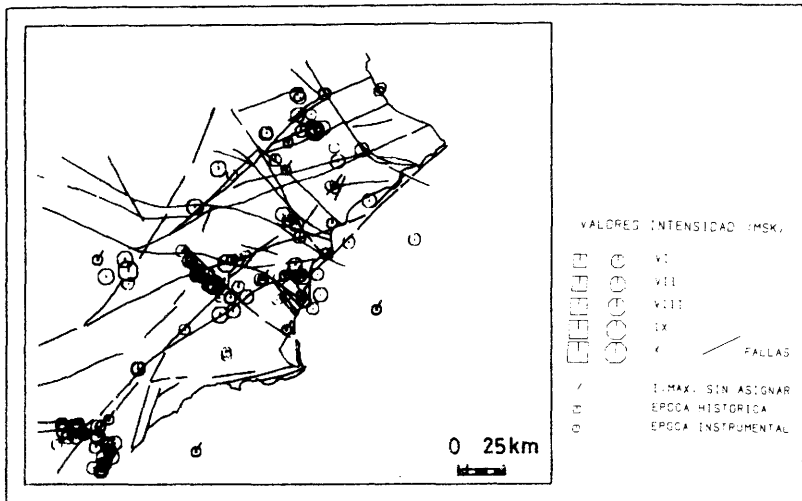 VALORES INTENSIDAD (MSK)
VI
VII
VIII
IX
X
FALLAS
I.MAX. SIN ASIGNAR
EPOCA HISTORICA
EPOCA INSTRUMENTAL
0 25km